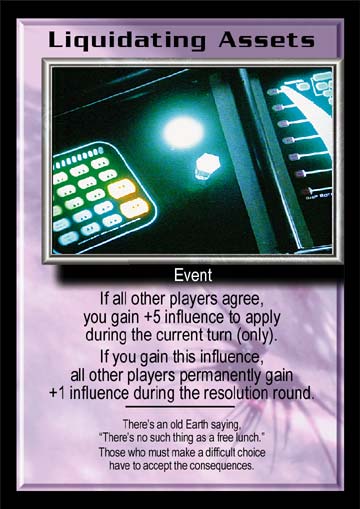 Liquidating Assets
Event
If all other players agree,
you gain +5 influence to apply
during the current turn (only).
If you gain this influence,
all other players permanently gain
+1 influence during the resolution round.
There's an old Earth saying,
"There's no such thing as a free lunch."
Those who must make a difficult choice
have to accept the consequences.